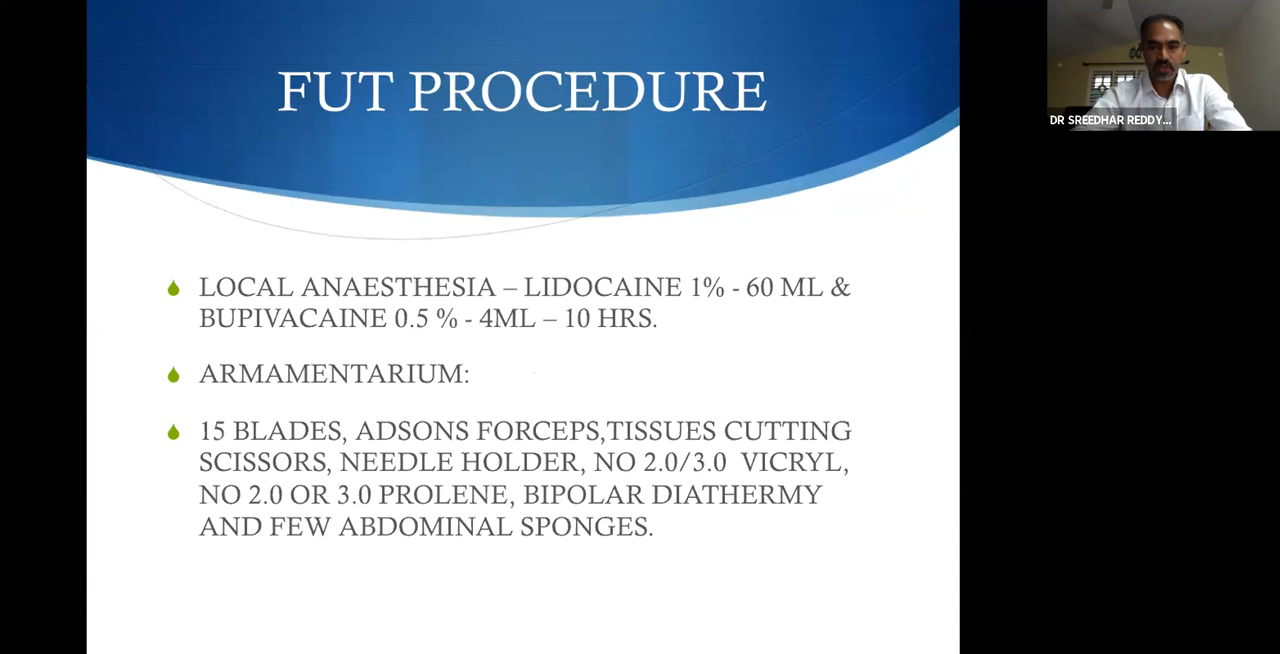 FUT PROCEDURE
DR SREEDHAR REDDY...
LOCAL ANAESTHESIA – LIDOCAINE 1% - 60 ML &
BUPIVACAINE 0.5 % - 4ML – 10 HRS.
ARMAMENTARIUM:
15 BLADES, ADSONS FORCEPS,TISSUES CUTTING
SCISSORS, NEEDLE HOLDER, NO 2.0/3.0 VICRYL,
NO 2.0 OR 3.0 PROLENE, BIPOLAR DIATHERMY
AND FEW ABDOMINAL SPONGES.